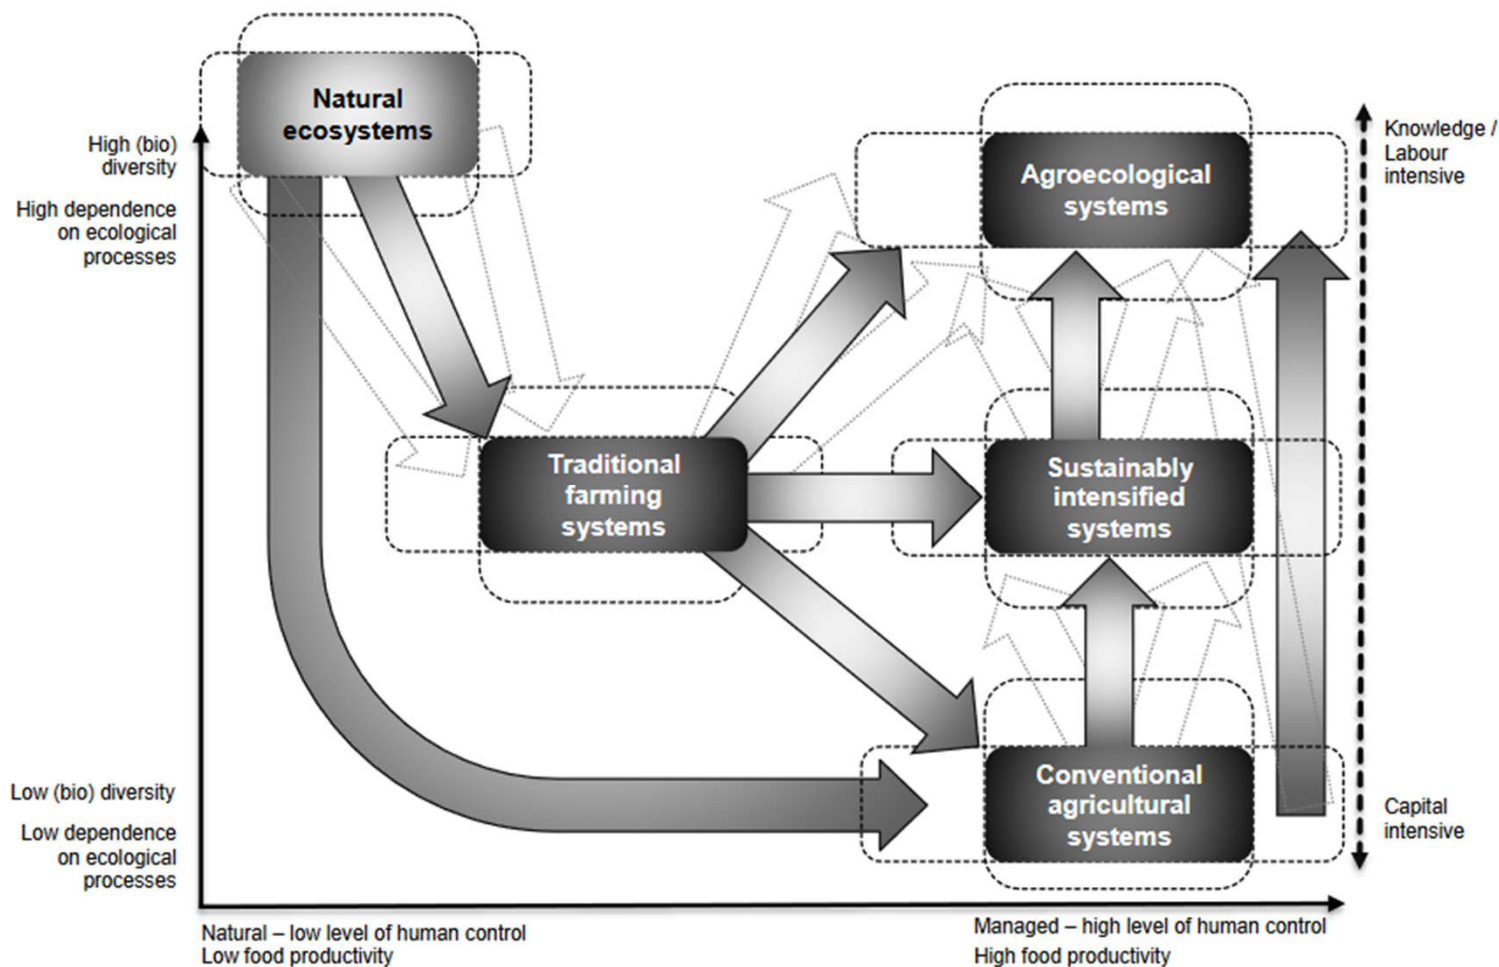 Natural
ecosystems
High (bio)
diversity
High dependence
on ecological
processes
Agroecological
systems
Knowledge /
Labour
intensive
Traditional
farming
systems
Sustainably
intensified
systems
Conventional
agricultural
systems
Low (bio) diversity
Low dependence
on ecological
processes
Capital
intensive
Natural – low level of human control
Low food productivity
Managed – high level of human control
High food productivity